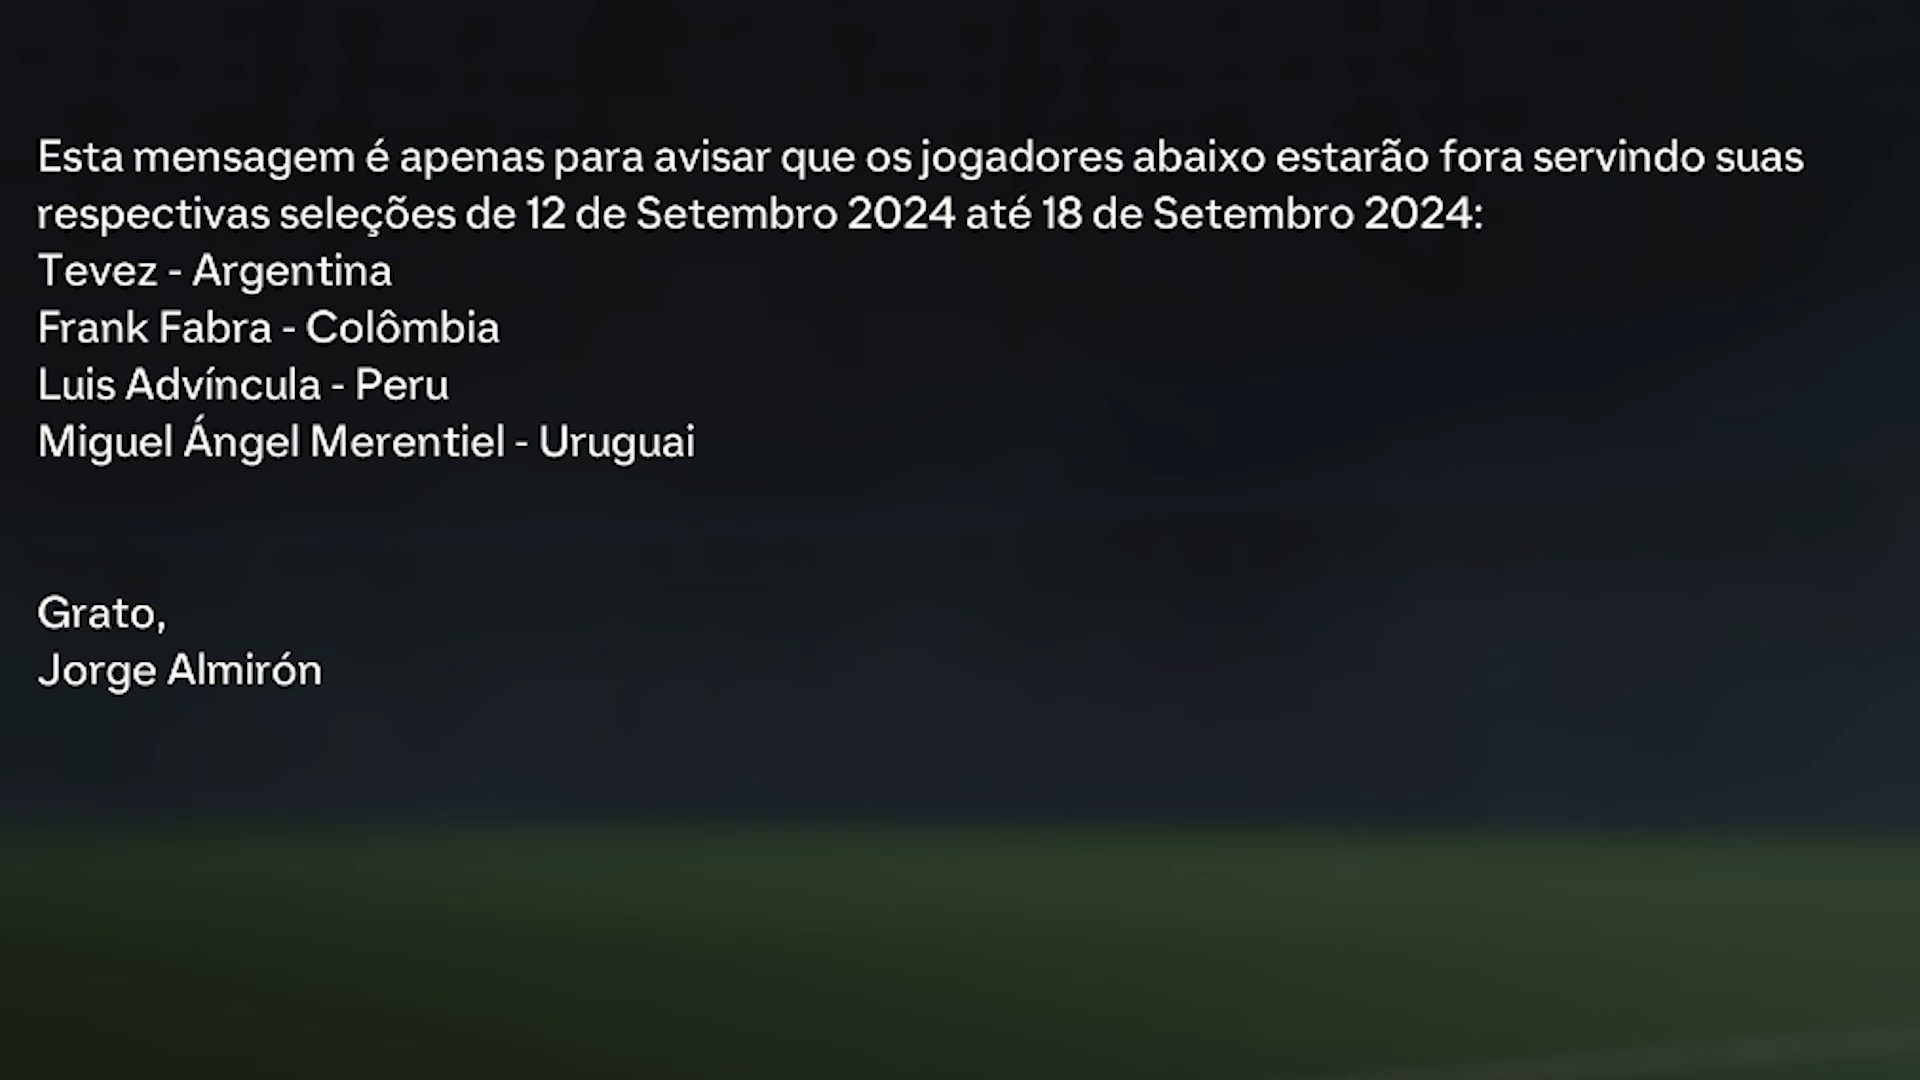 Esta mensagem é apenas para avisar que os jogadores abaixo estarão fora servindo suas
respectivas seleções de 12 de Setembro 2024 até 18 de Setembro 2024:
Tevez - Argentina
Frank Fabra - Colômbia
Luis Advíncula - Peru
Miguel Ángel Merentiel - Uruguai
Grato,
Jorge Almirón